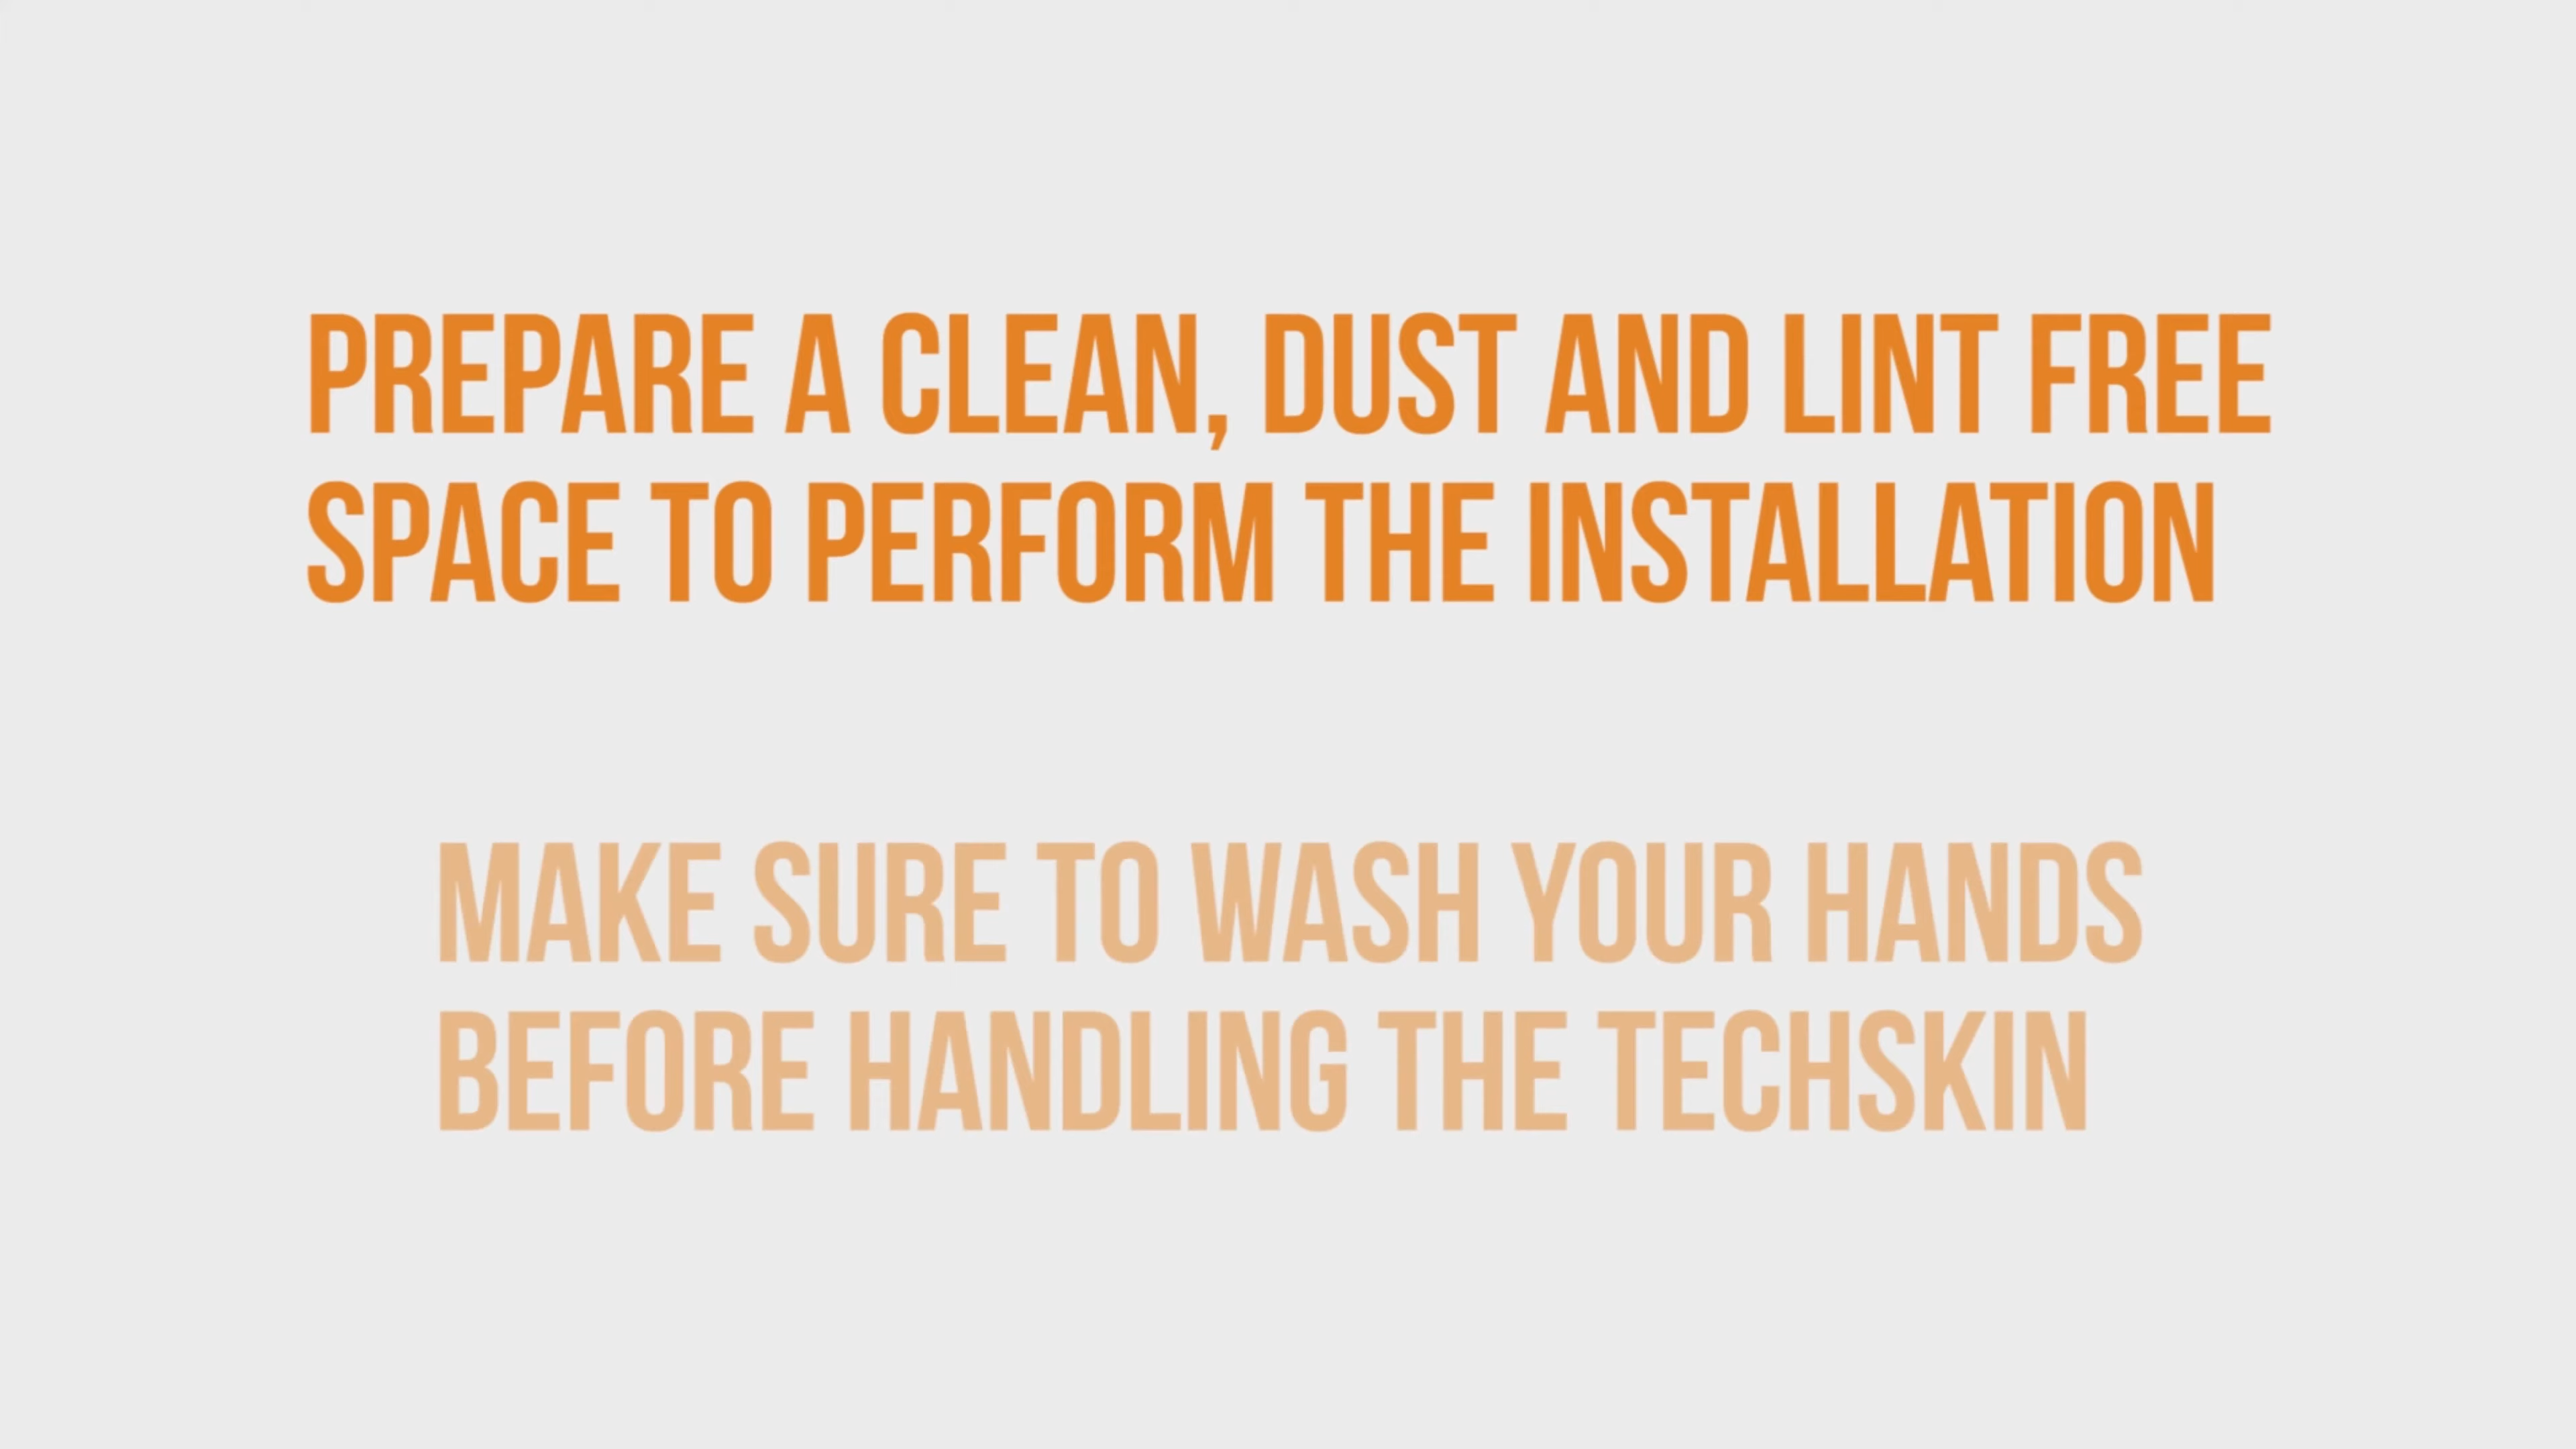 PREPARE A CLEAN, DUST AND LINT FREE
SPACE TO PERFORM THE INSTALLATION
MAKE SURE TO WASH YOUR HANDS
BEFORE HANDLING THE TECHSKIN